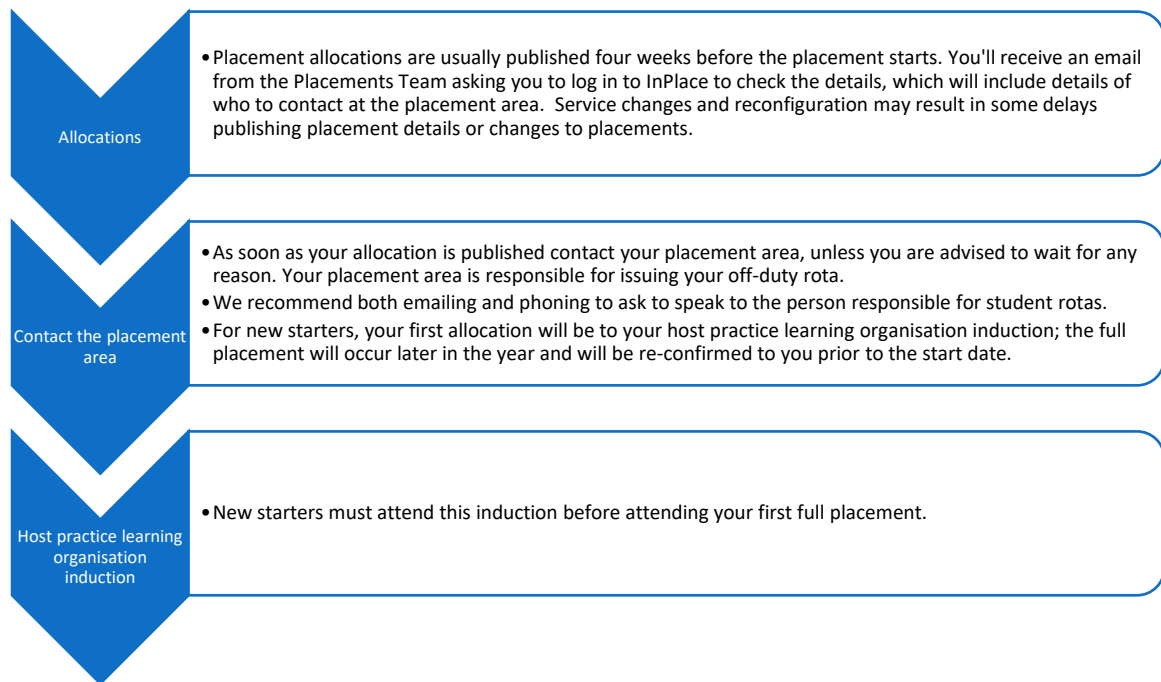 •Placement allocations are usually published four weeks before the placement starts. You'll receive an email
from the Placements Team asking you to log in to InPlace to check the details, which will include details of
who to contact at the placement area.  Service changes and reconfiguration may result in some delays
publishing placement details or changes to placements.
Allocations
•As soon as your allocation is published contact your placement area, unless you are advised to wait for any
reason. Your placement area is responsible for issuing your off-duty rota.
•We recommend both emailing and phoning to ask to speak to the person responsible for student rotas.
•For new starters, your first allocation will be to your host practice learning organisation induction; the full
placement will occur later in the year and will be re-confirmed to you prior to the start date.
Contact the placement
area
•New starters must attend this induction before attending your first full placement.
Host practice learning
organisation
induction